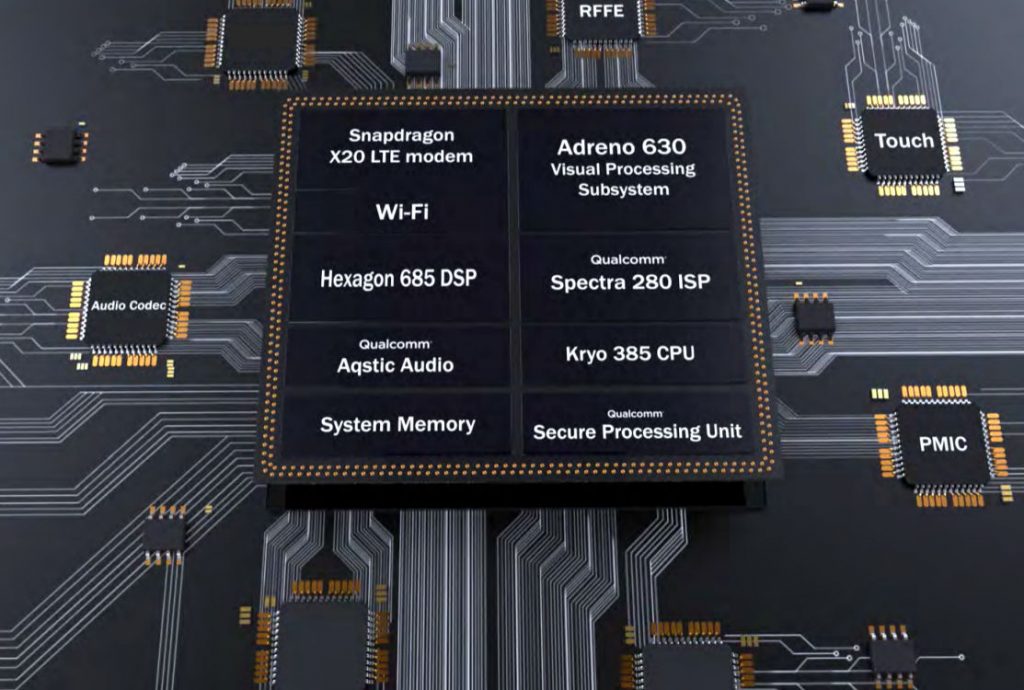 RFFE
Touch
Snapdragon
X20 LTE modem
Wi-Fi
Hexagon 685 DSP
Qualcomm
Aqstic Audio
System Memory
Adreno 630
Visual Processing
Subsystem
Qualcomm
Spectra 280 ISP
Kryo 385 CPU
Qualcomm
Secure Processing Unit
Audio Codec
PMIC